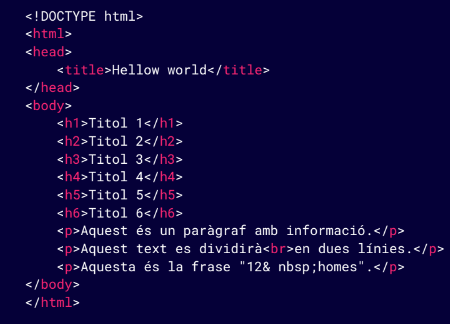 <!DOCTYPE html>
<html>
<head>
<title>Hellow world</title>
</head>
<body>
<h1>Titol 1</h1>
<h2>Titol 2</h2>
<h3>Titol 3</h3>
<h4>Titol 4</h4>
<h5>Titol 5</h5>
<h6>Titol 6</h6>
<p>Aquest és un paràgraf amb informació.</p>
<p>Aquest text es dividirà<br>en dues línies.</p>
<p>Aquesta és la frase "12& nbsp;homes".</p>
</body>
</html>